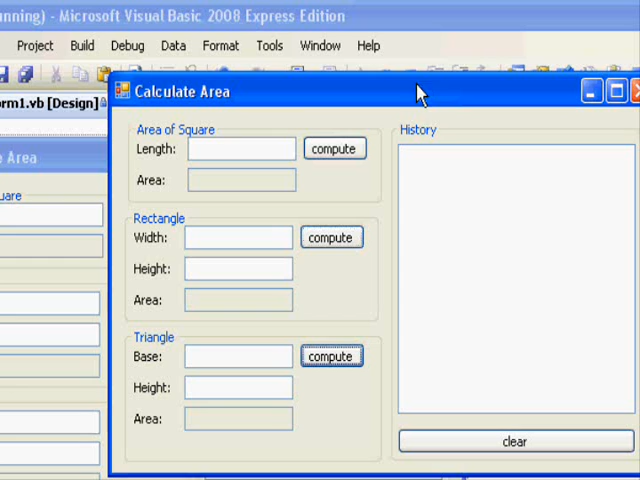 unning) - Microsoft Visual Basic 2008 Express Edition
Project Build Debug Data Format Tools Window Help
orm1.vb [Design]
Calculate Area
e Area
uare
Area of Square
Length:
compute
Area:
Rectangle
Width:
compute
Height:
Area:
Triangle
Base:
compute
Height:
Area:
History
clear